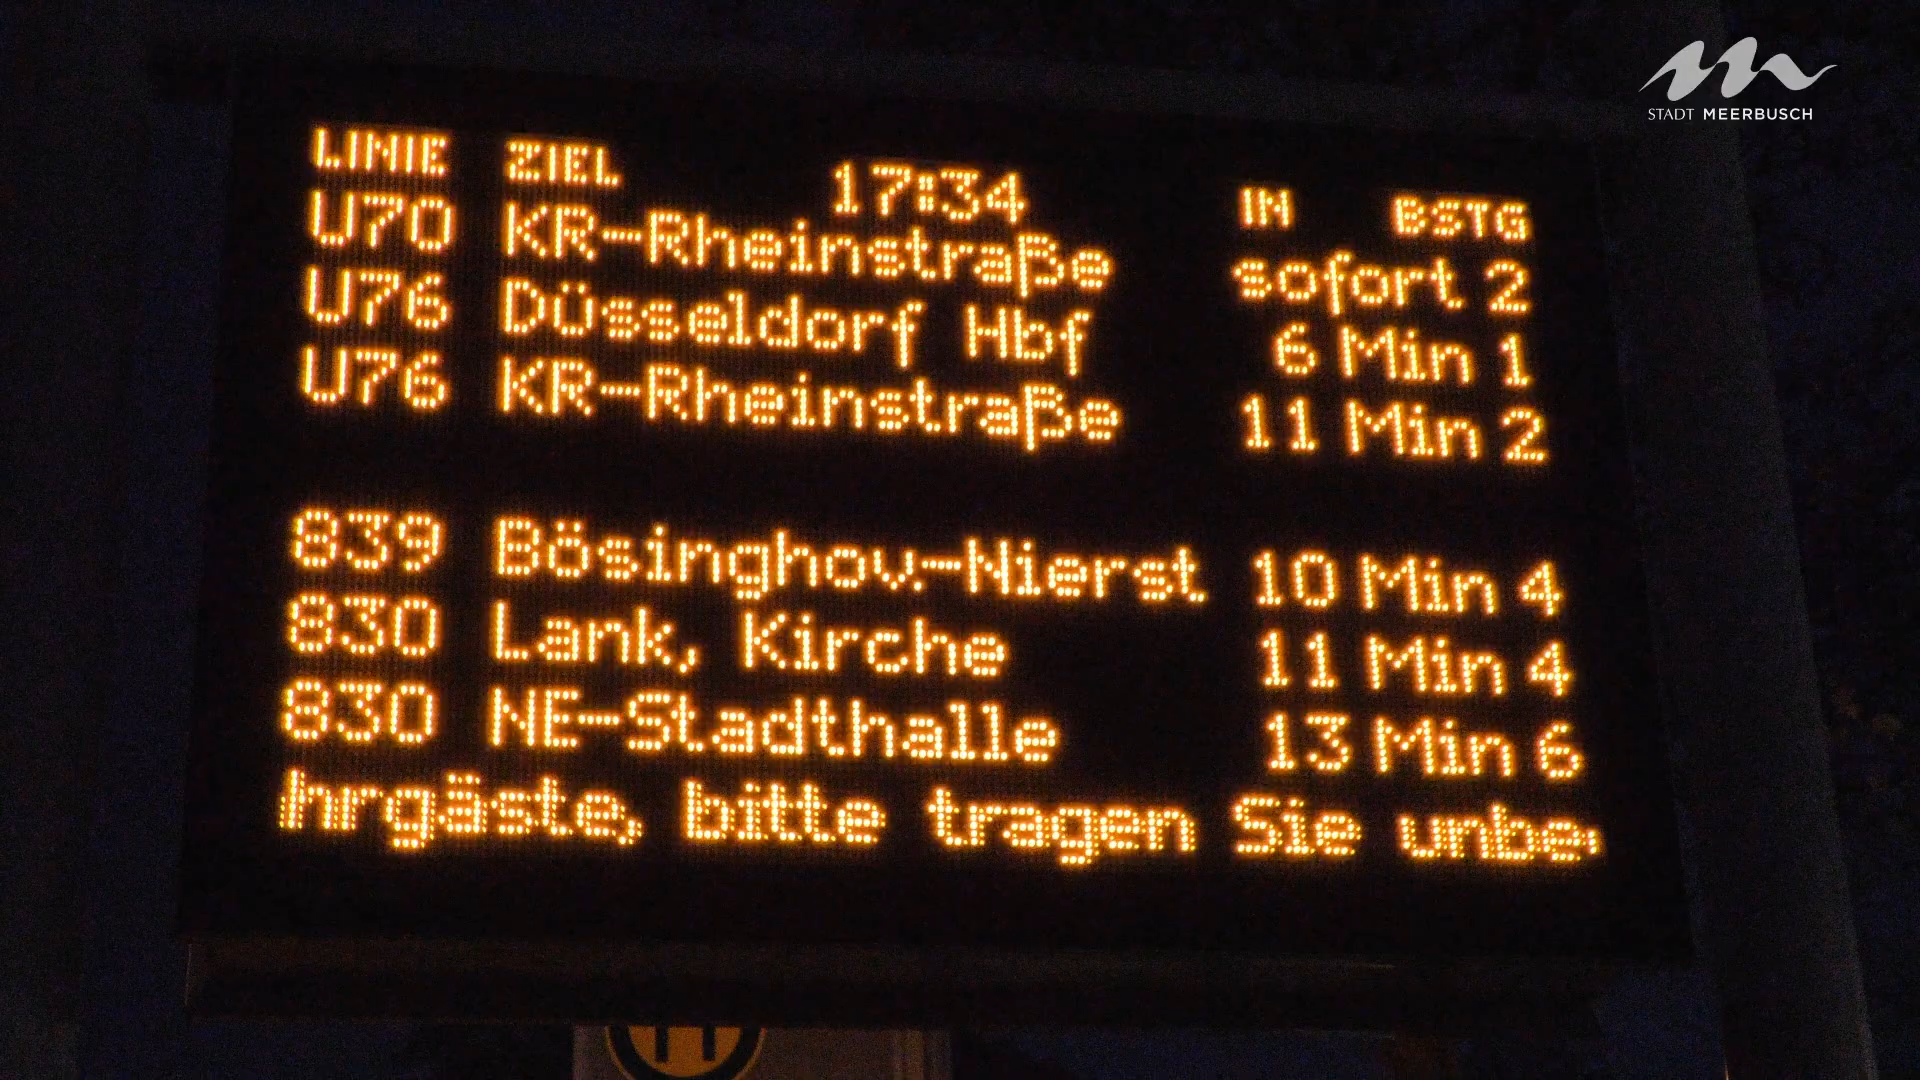 STADT MEERBUSCH
LINIE ZIEL 17:34 IN BSTG
U70 KR-Rheinstraße sofort 2
U76 Düsseldorf Hbf 6 Min 1
U76 KR-Rheinstraße 11 Min 2
839 Bösinghov.-Nierst 10 Min 4
830 Lank, Kirche 11 Min 4
830 NE-Stadthalle 13 Min 6
hrgäste, bitte tragen Sie unbe